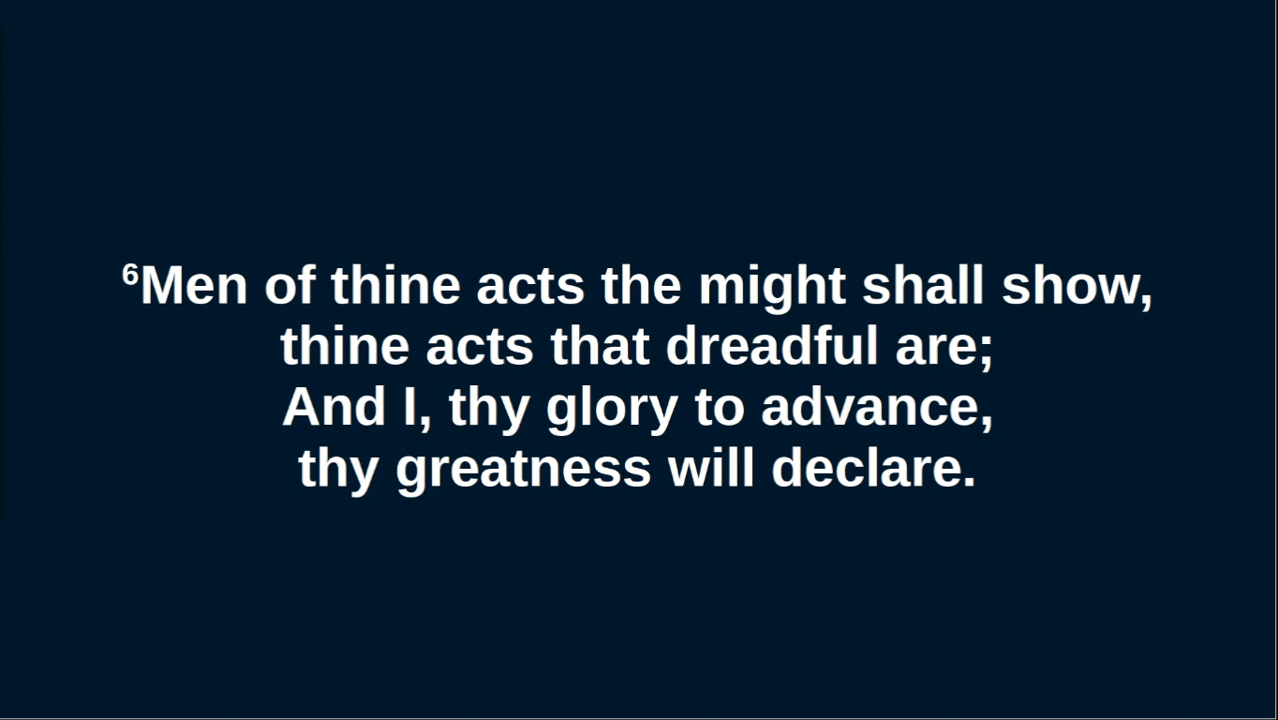 ⁶Men of thine acts the might shall show,
thine acts that dreadful are;
And I, thy glory to advance,
thy greatness will declare.